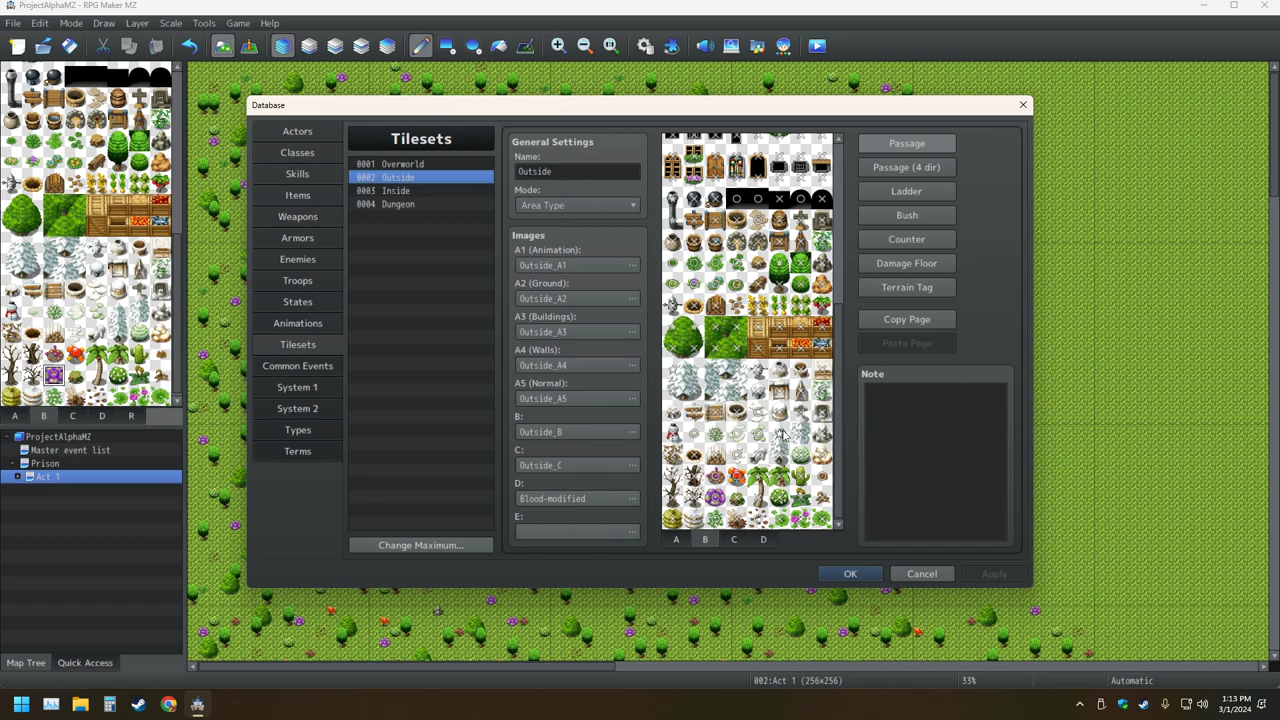 ProjectAlphaMZ - RPG Maker MZ
File Edit Mode Draw Layer Scale Tools Game Help
Database
Actors
Classes
Skills
Items
Weapons
Armors
Enemies
Troops
States
Animations
Tilesets
Common Events
System 1
System 2
Types
Terms
Tilesets
0001 Overworld
0002 Outside
0003 Inside
0004 Dungeon
Change Maximum...
General Settings
Name:
Outside
Mode:
Area Type
Images
A1 (Animation):
Outside_A1 ...
A2 (Ground):
Outside_A2 ...
A3 (Buildings):
Outside_A3 ...
A4 (Walls):
Outside_A4 ...
A5 (Normal):
Outside_A5 ...
B:
Outside_B ...
C:
Outside_C ...
D:
Blood-modified ...
E:
...
A B C D
Passage
Passage (4 dir)
Ladder
Bush
Counter
Damage Floor
Terrain Tag
Copy Page
Paste Page
Note
OK Cancel Apply
A B C D R
ProjectAlphaMZ
Master event list
Prison
Act 1
Map Tree Quick Access
002:Act 1 (256x256) 33% Automatic
1:13 PM
3/1/2024